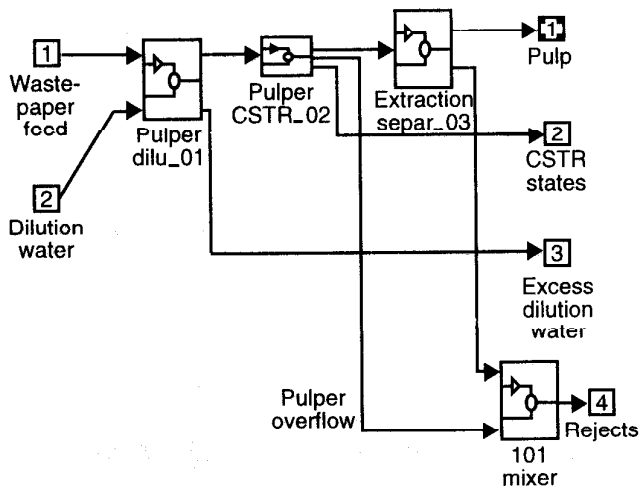 1
Pulp
1
Waste-
paper
feed
Pulper
dilu_01
Pulper
CSTR_02
Extraction
separ_03
2
CSTR
states
2
Dilution
water
3
Excess
dilution
water
Pulper
overflow
4
Rejects
101
mixer